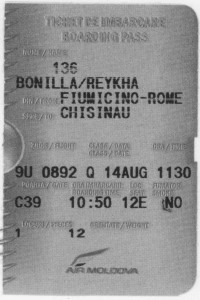 TICHET DE IMBARCARE
BOARDING PASS
136
BONILLA/REYKHA
FIUMICINO-ROME
CHISINAU
9U 0892 Q 14AUG 1130
C39 10:50 12E NO
1 12
AIR MOLDOVA